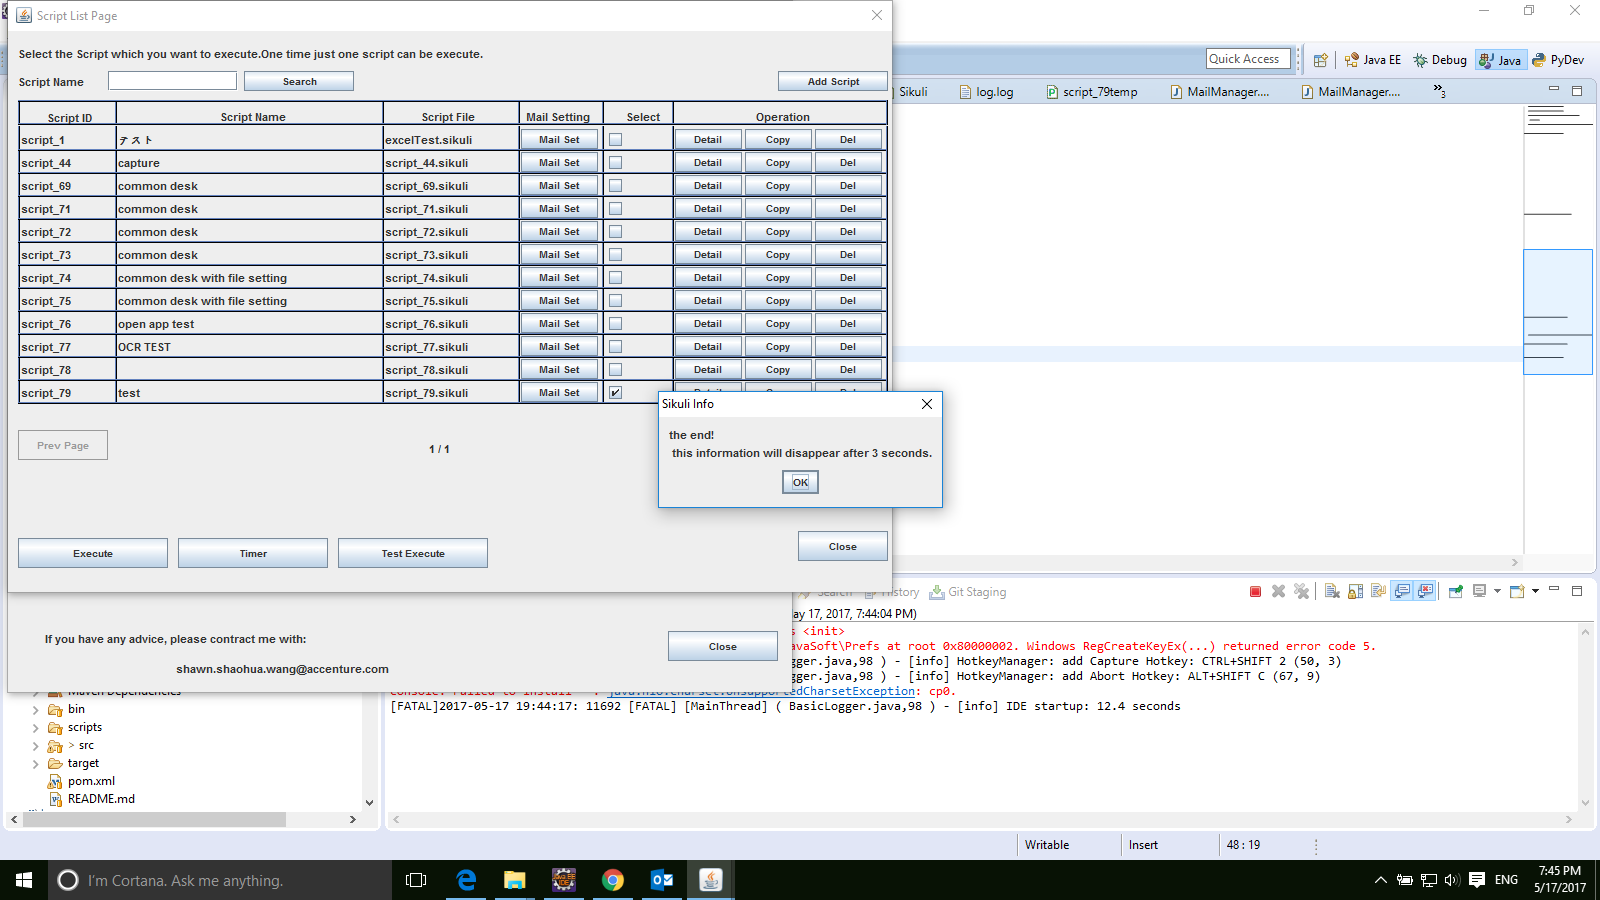 Script List Page
Select the Script which you want to execute.One time just one script can be execute.
Script Name Search Add Script
Script ID Script Name Script File Mail Setting Select Operation
script_1 テスト excelTest.sikuli Mail Set Detail Copy Del
script_44 capture script_44.sikuli Mail Set Detail Copy Del
script_69 common desk script_69.sikuli Mail Set Detail Copy Del
script_71 common desk script_71.sikuli Mail Set Detail Copy Del
script_72 common desk script_72.sikuli Mail Set Detail Copy Del
script_73 common desk script_73.sikuli Mail Set Detail Copy Del
script_74 common desk with file setting script_74.sikuli Mail Set Detail Copy Del
script_75 common desk with file setting script_75.sikuli Mail Set Detail Copy Del
script_76 open app test script_76.sikuli Mail Set Detail Copy Del
script_77 OCR TEST script_77.sikuli Mail Set Detail Copy Del
script_78 script_78.sikuli Mail Set Detail Copy Del
script_79 test script_79.sikuli Mail Set
Prev Page 1 / 1
Sikuli Info
the end!
this information will disappear after 3 seconds.
OK
Execute Timer Test Execute Close
If you have any advice, please contract me with:
shawn.shaohua.wang@accenture.com
Close
Quick Access Java EE Debug Java PyDev
Sikuli log.log script_79temp MailManager.... MailManager.... 3
Search History Git Staging
ay 17, 2017, 7:44:04 PM)
s <init>
avaSoft\Prefs at root 0x80000002. Windows RegCreateKeyEx(...) returned error code 5.
gger.java,98 ) - [info] HotkeyManager: add Capture Hotkey: CTRL+SHIFT 2 (50, 3)
gger.java,98 ) - [info] HotkeyManager: add Abort Hotkey: ALT+SHIFT C (67, 9)
Console: Failed to install '': java.nio.charset.UnsupportedCharsetException: cp0.
[FATAL]2017-05-17 19:44:17: 11692 [FATAL] [MainThread] ( BasicLogger.java,98 ) - [info] IDE startup: 12.4 seconds
Maven Dependencies
bin
scripts
> src
target
pom.xml
README.md
Writable Insert 48 : 19
I'm Cortana. Ask me anything.
ENG
7:45 PM
5/17/2017